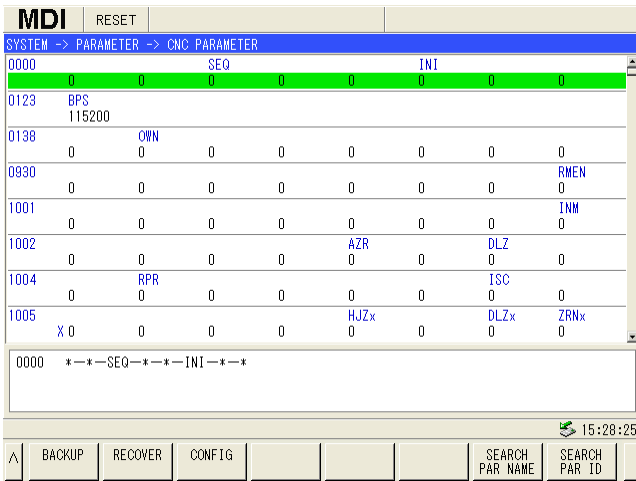 MDI RESET
SYSTEM -> PARAMETER -> CNC PARAMETER
0000 SEQ INI
0 0 0 0 0 0 0 0
0123 BPS
115200
0138 OWN
0 0 0 0 0 0 0 0
0930 RMEN
0 0 0 0 0 0 0 0
1001 INM
0 0 0 0 0 0 0 0
1002 AZR DLZ
0 0 0 0 0 0 0 0
1004 RPR ISC
0 0 0 0 0 0 0 0
1005 HJZx DLZx ZRNx
X 0 0 0 0 0 0 0 0
0000 *—*—SEQ—*—*—INI—*—*
15:28:25
^ BACKUP RECOVER CONFIG SEARCH PAR NAME SEARCH PAR ID